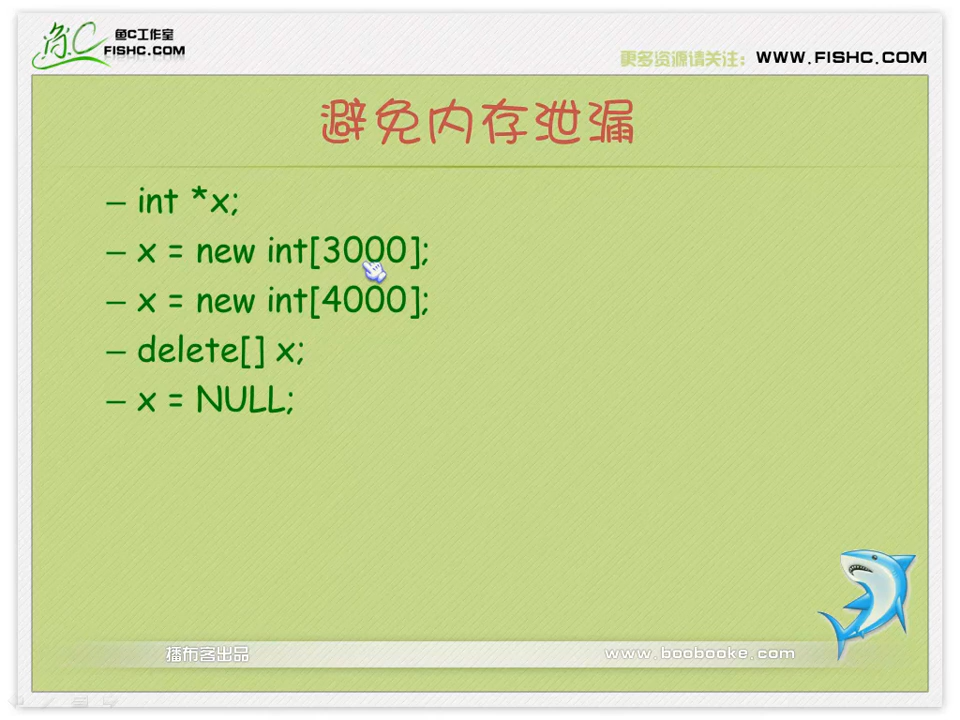 鱼C工作室
FISHC.COM
更多资源请关注: WWW.FISHC.COM
避免内存泄漏
– int *x;
– x = new int[3000];
– x = new int[4000];
– delete[] x;
– x = NULL;
播布客出品
www.boobooke.com